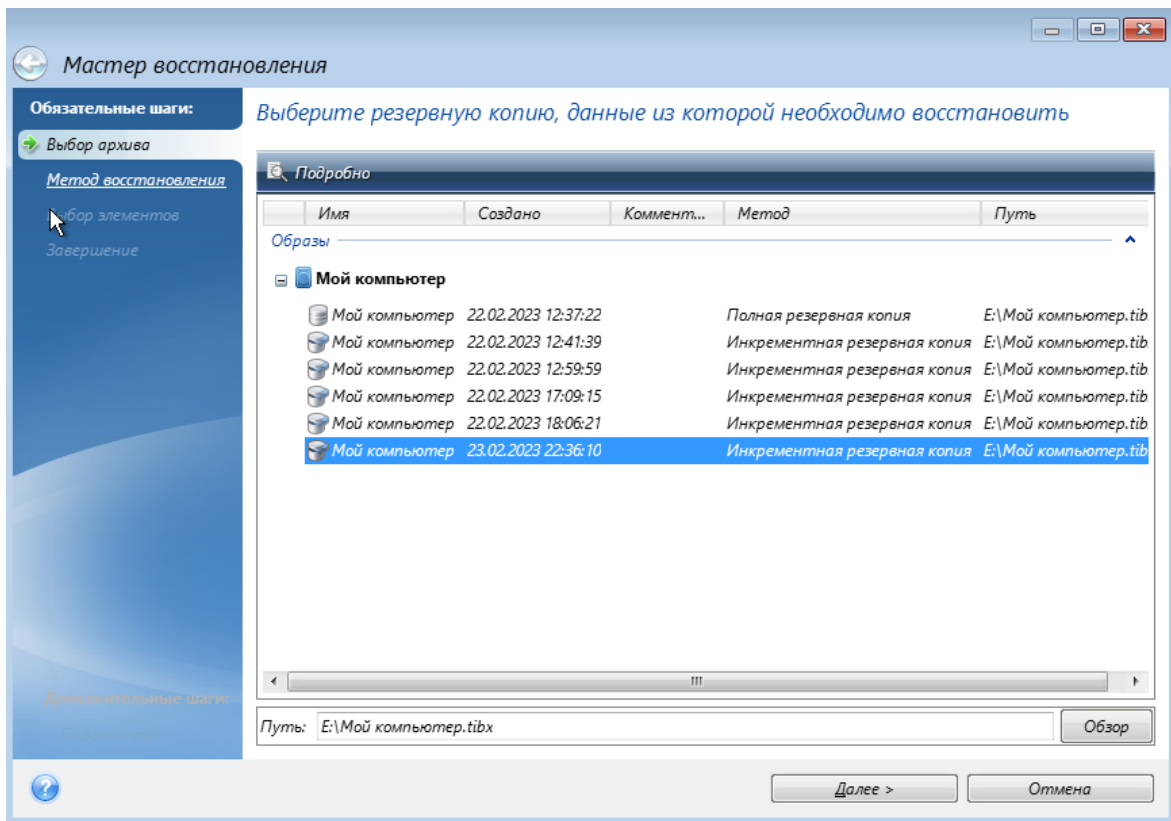 Мастер восстановления
Обязательные шаги:
Выбор архива
Метод восстановления
Выбор элементов
Завершение
Выберите резервную копию, данные из которой необходимо восстановить
Подробно
Имя Создано Коммент... Метод Путь
Образы
Мой компьютер
Мой компьютер 22.02.2023 12:37:22 Полная резервная копия E:\Мой компьютер.tib
Мой компьютер 22.02.2023 12:41:39 Инкрементная резервная копия E:\Мой компьютер.tib
Мой компьютер 22.02.2023 12:59:59 Инкрементная резервная копия E:\Мой компьютер.tib
Мой компьютер 22.02.2023 17:09:15 Инкрементная резервная копия E:\Мой компьютер.tib
Мой компьютер 22.02.2023 18:06:21 Инкрементная резервная копия E:\Мой компьютер.tib
Мой компьютер 23.02.2023 22:36:10 Инкрементная резервная копия E:\Мой компьютер.tib
шаги:
Путь: E:\Мой компьютер.tibx Обзор
Далее > Отмена